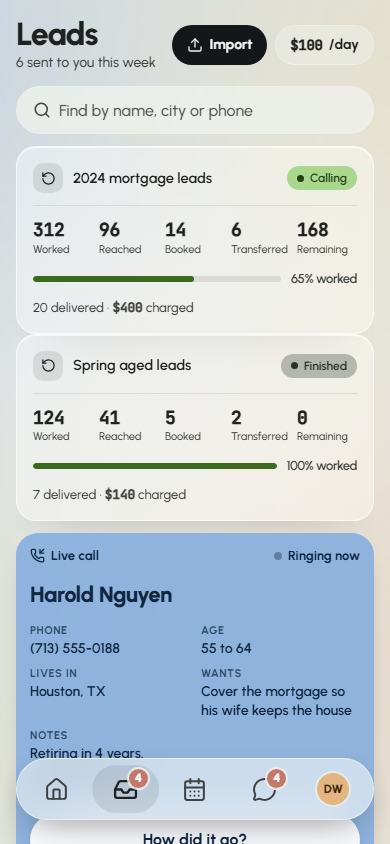 Leads
6 sent to you this week
Import
$100 /day
Find by name, city or phone
2024 mortgage leads
Calling
312 96 14 6 168
Worked Reached Booked Transferred Remaining
65% worked
20 delivered · $400 charged
Spring aged leads
Finished
124 41 5 2 0
Worked Reached Booked Transferred Remaining
100% worked
7 delivered · $140 charged
Live call
Ringing now
Harold Nguyen
PHONE AGE
(713) 555-0188 55 to 64
LIVES IN WANTS
Houston, TX Cover the mortgage so
his wife keeps the house
NOTES
Retiring in 4 years.
4 4 DW
How did it go?